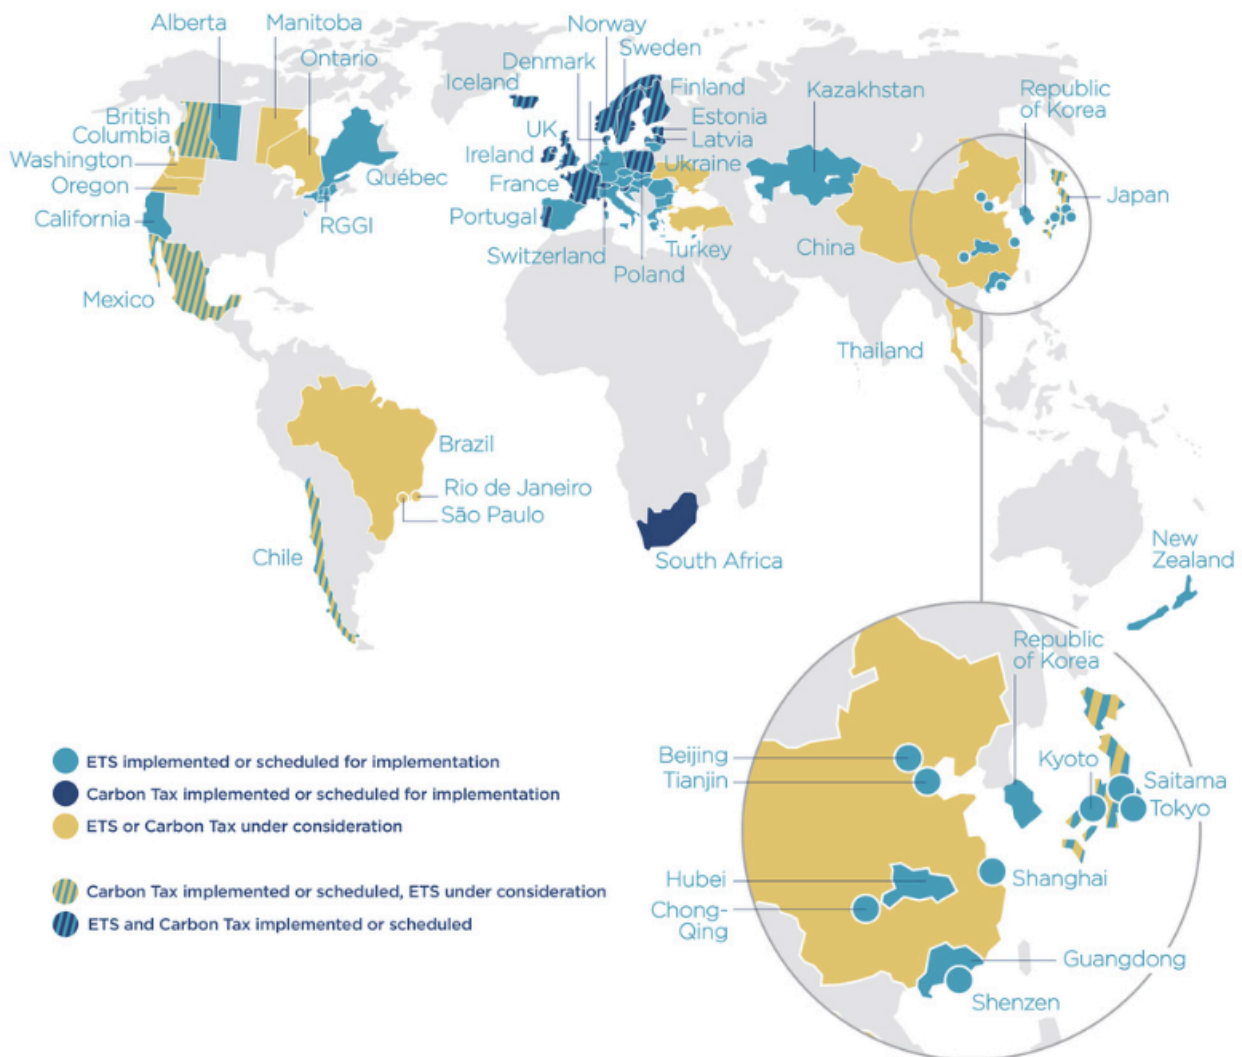 Alberta
Manitoba
Ontario
British
Columbia
Washington
Oregon
California
Québec
RGGI
Mexico
Norway
Sweden
Denmark
Iceland
Finland
Estonia
Latvia
UK
Ireland
Ukraine
France
Portugal
Switzerland
Poland
Turkey
Kazakhstan
Republic
of Korea
Japan
China
Thailand
Brazil
Rio de Janeiro
São Paulo
Chile
South Africa
New
Zealand
Republic
of Korea
Beijing
Tianjin
Kyoto
Saitama
Tokyo
Hubei
Shanghai
Chong-
Qing
Guangdong
Shenzen
ETS implemented or scheduled for implementation
Carbon Tax implemented or scheduled for implementation
ETS or Carbon Tax under consideration
Carbon Tax implemented or scheduled, ETS under consideration
ETS and Carbon Tax implemented or scheduled